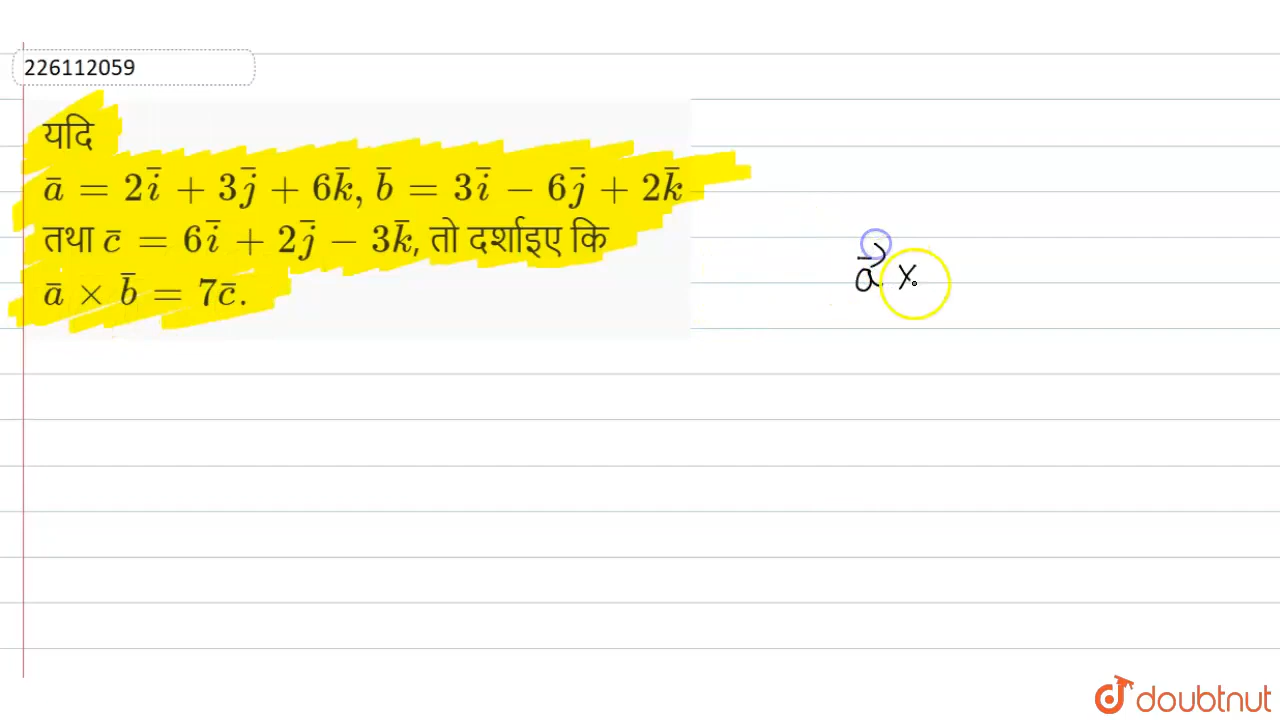 226112059
यदि
ā = 2ī + 3j̄ + 6k̄, b̄ = 3ī − 6j̄ + 2k̄
तथा c̄ = 6ī + 2j̄ − 3k̄, तो दर्शाइए कि
ā × b̄ = 7c̄.
a⃗ ×
doubtnut